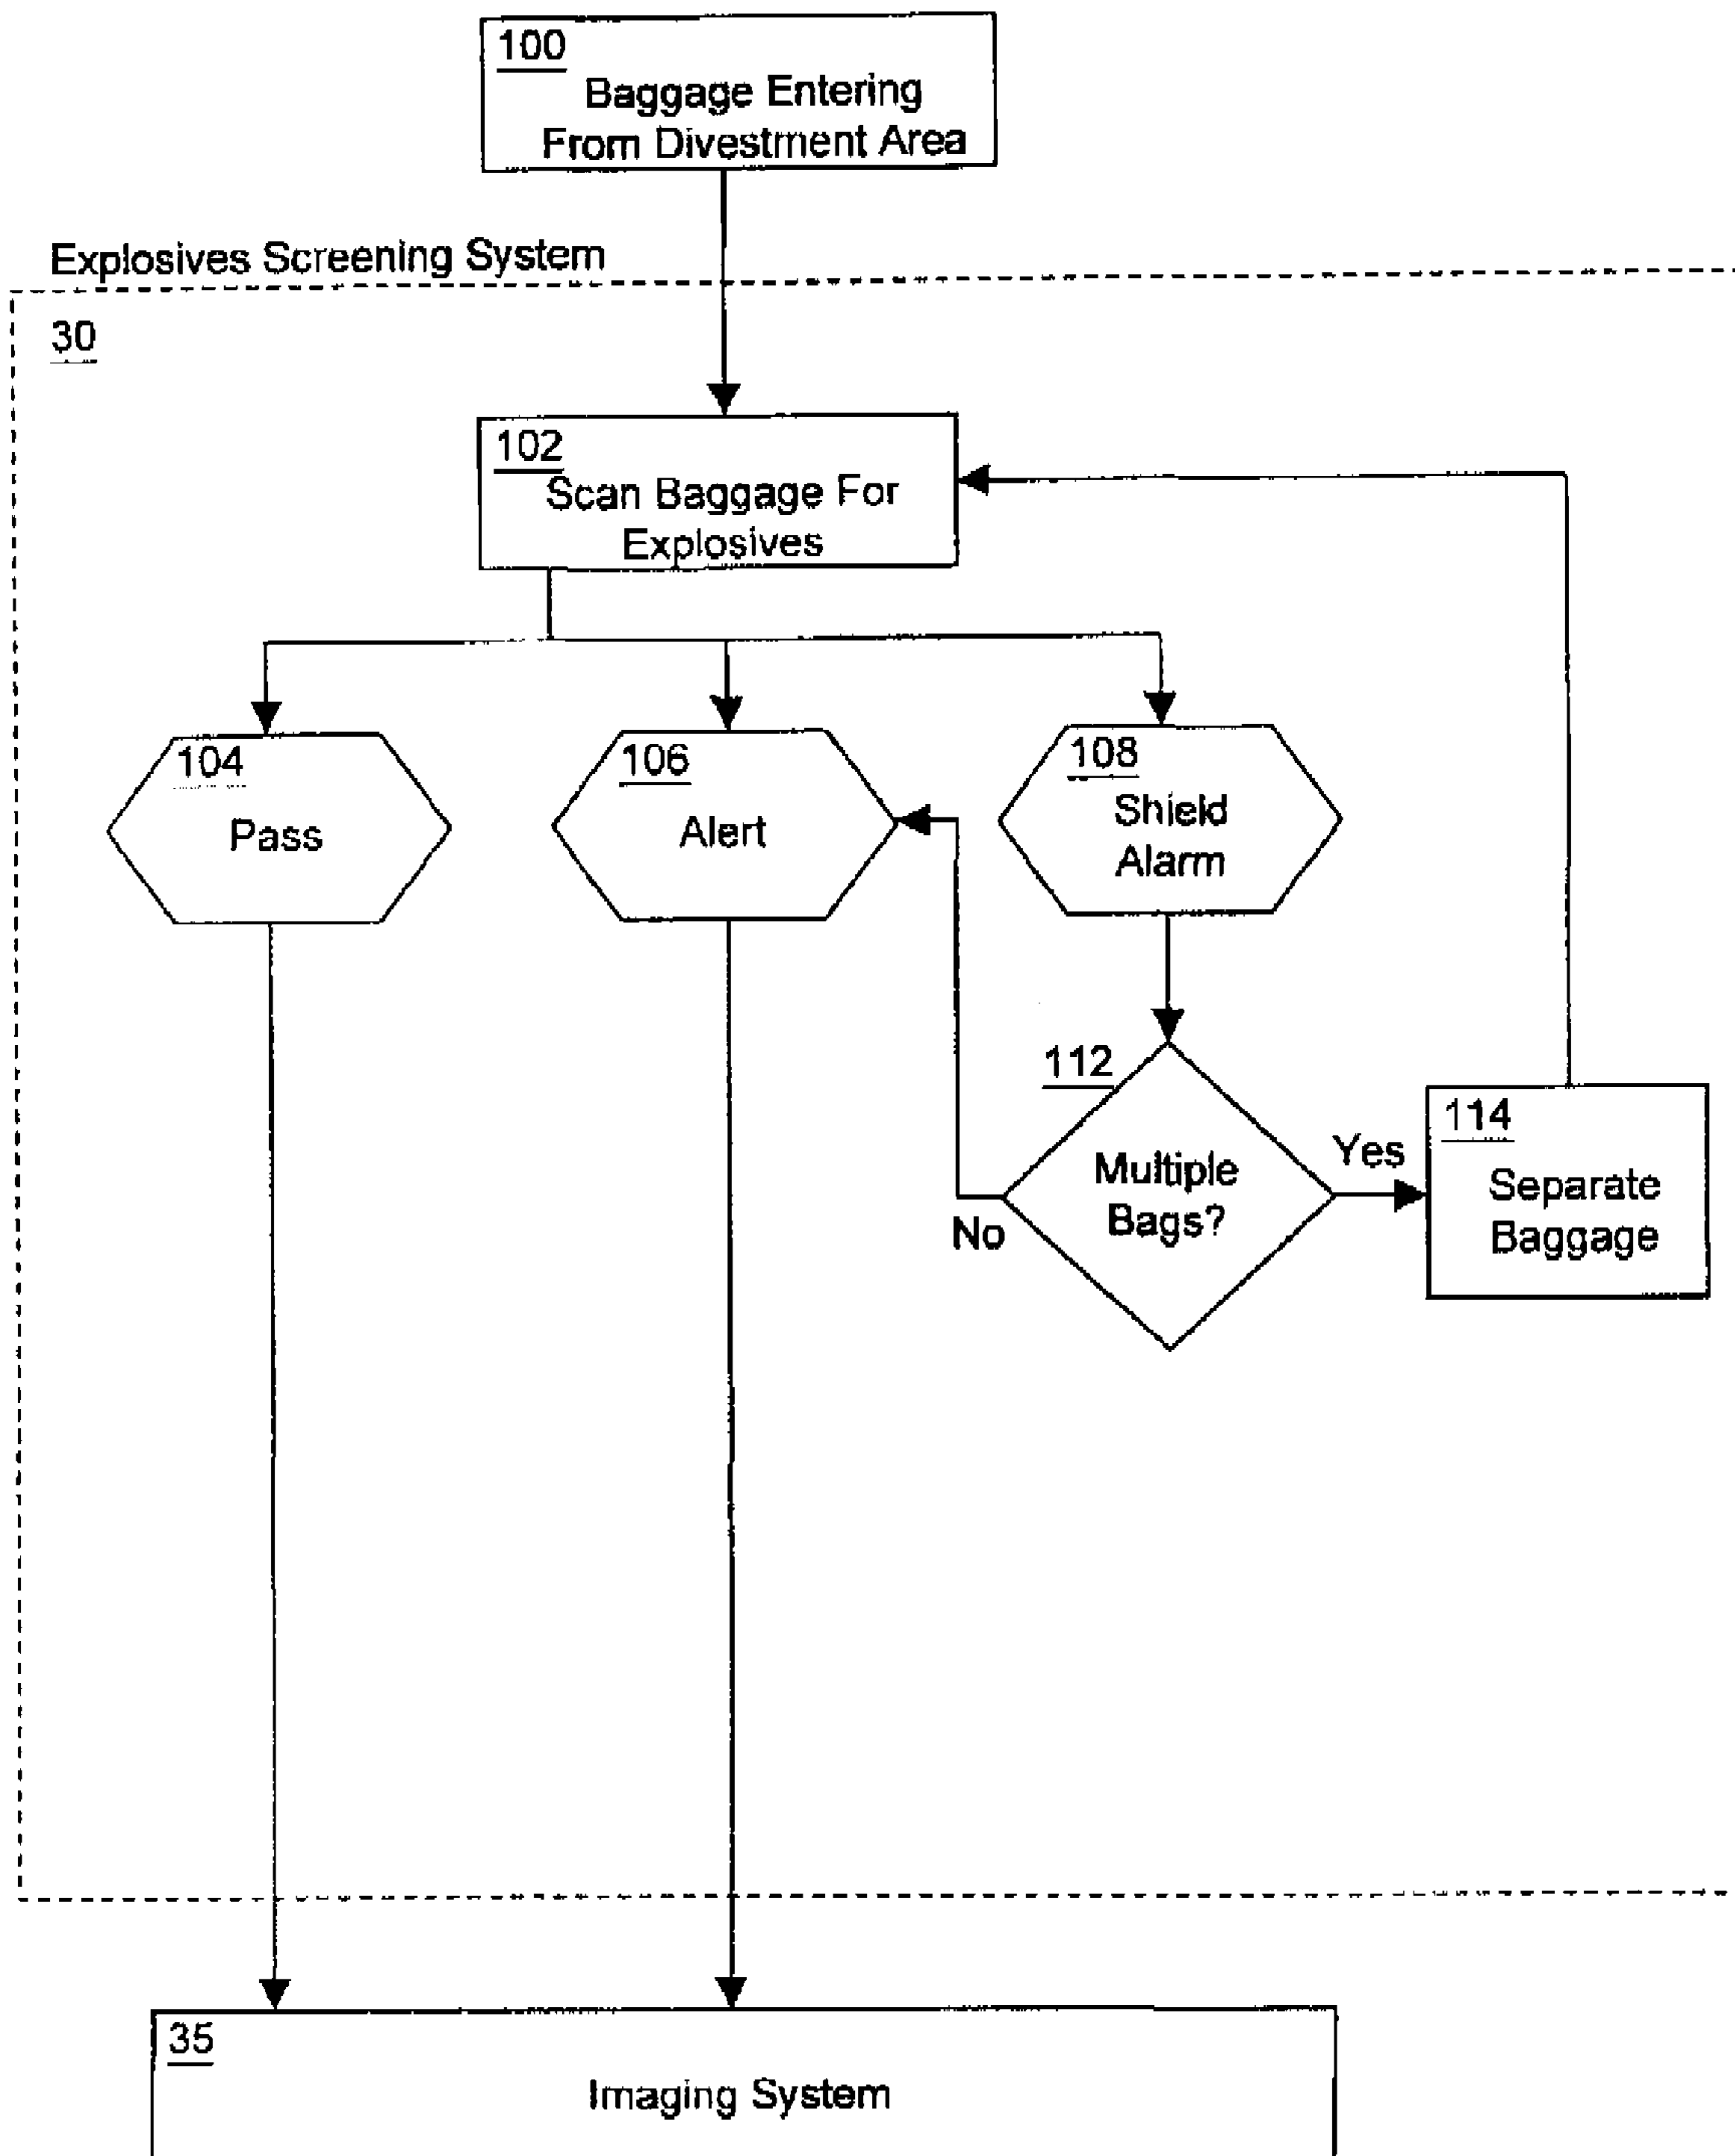 100
Baggage Entering
From Divestment Area
Explosives Screening System
30
102
Scan Baggage For
Explosives
104
Pass
106
Alert
108
Shield
Alarm
112
Multiple
Bags?
Yes
No
114
Separate
Baggage
35
Imaging System